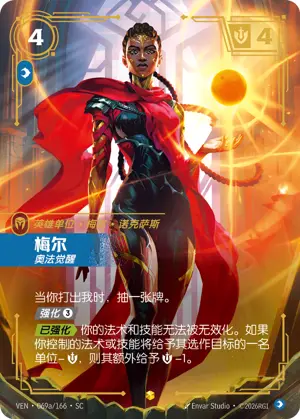 4
4
英雄单位·梅尔·诺克萨斯
梅尔
奥法觉醒
当你打出我时，抽一张牌。
强化 3
已强化 你的法术和技能无法被无效化。如果
你控制的法术或技能将给予其选作目标的一名
单位-，则其额外给予-1。
VEN·069a/166·SC
Envar Studio ©2026RGI